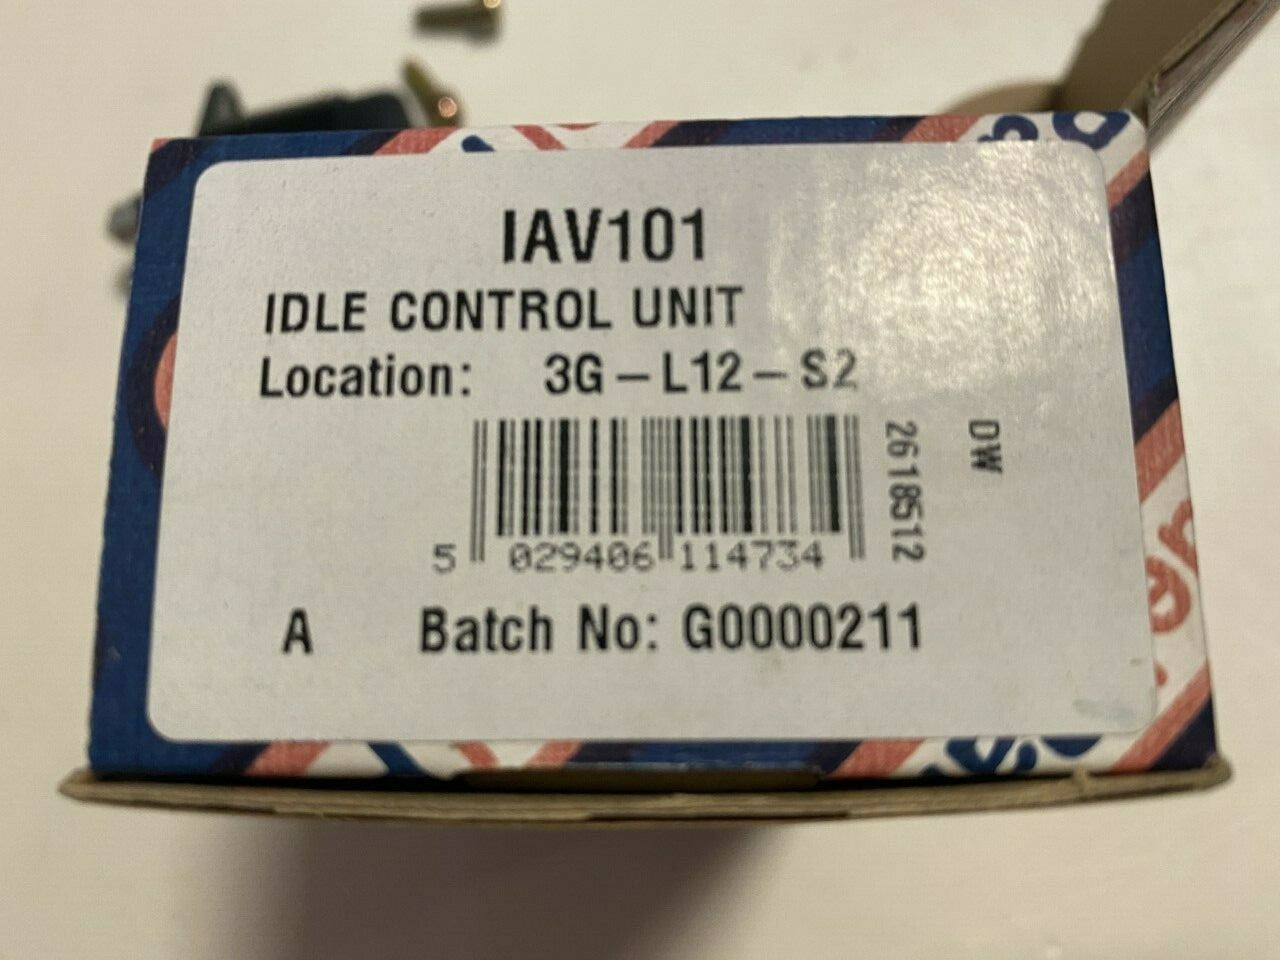 IAV101
IDLE CONTROL UNIT
Location: 3G – L12 – S2
DW
2618512
5 029406 114734
A Batch No: G0000211